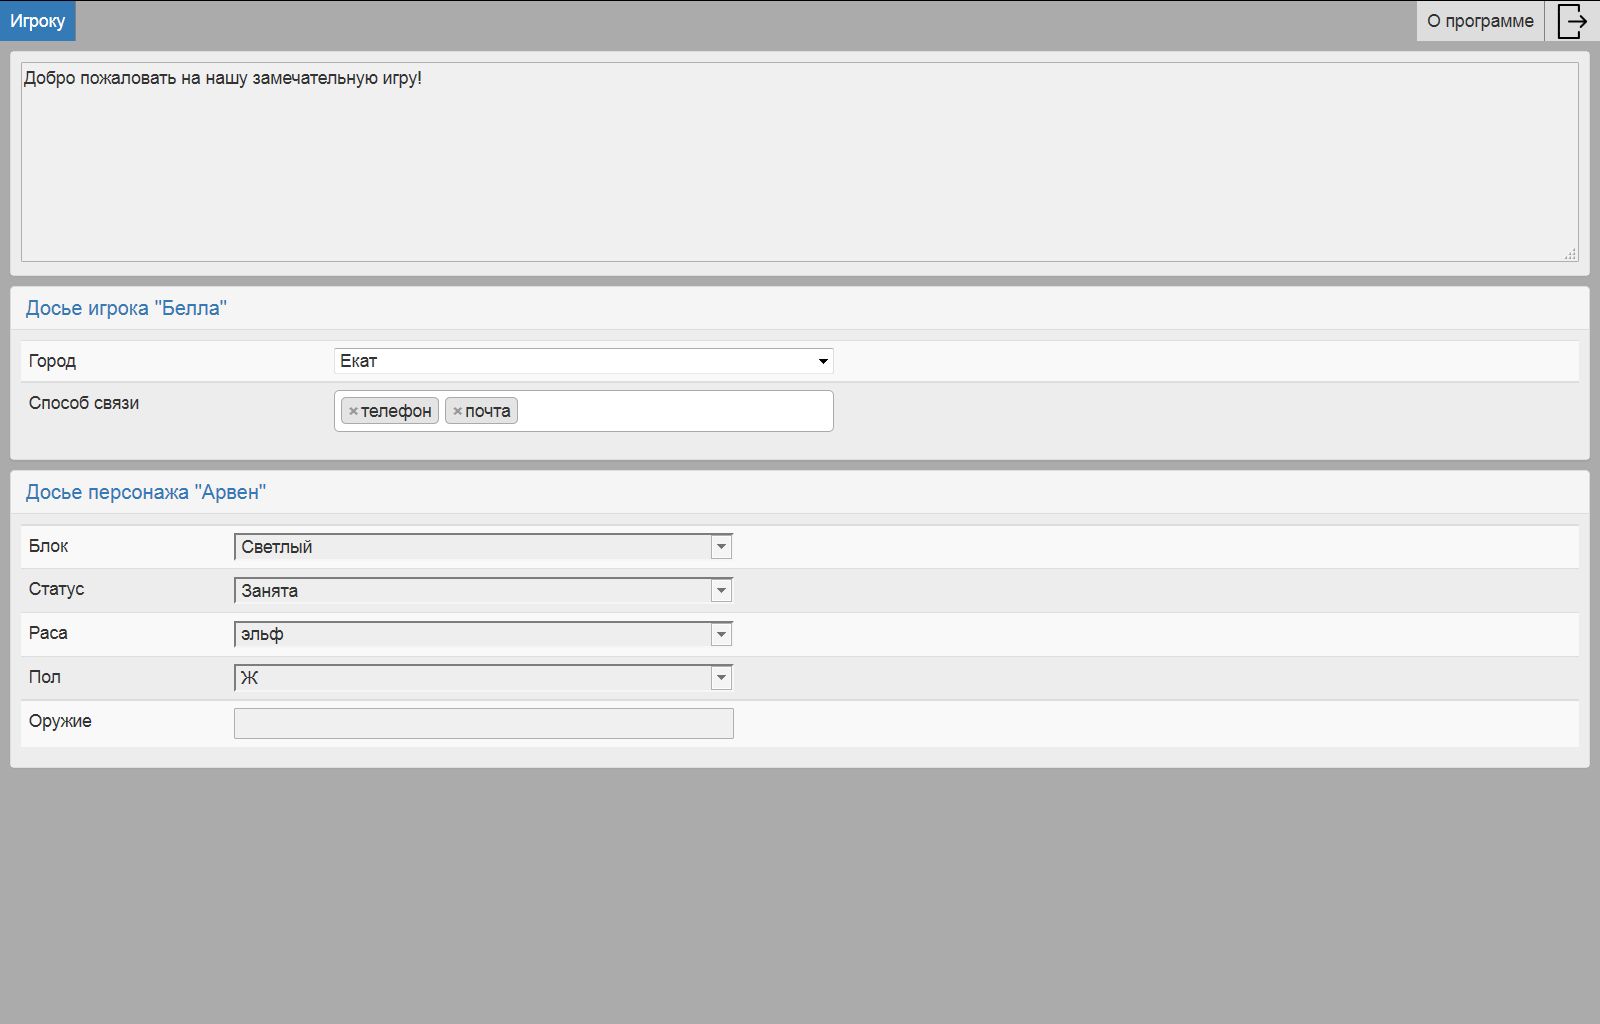 Игроку
О программе
Добро пожаловать на нашу замечательную игру!
Досье игрока "Белла"
Город Екат
Способ связи ×телефон ×почта
Досье персонажа "Арвен"
Блок Светлый
Статус Занята
Раса эльф
Пол Ж
Оружие